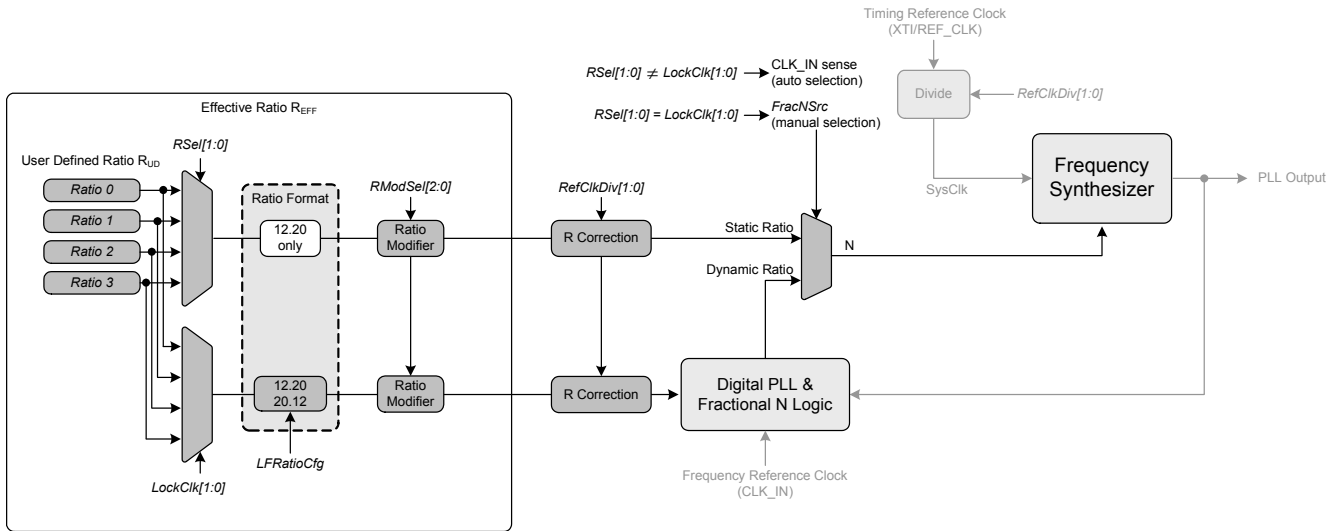 Timing Reference Clock
(XTI/REF_CLK)
RSel[1:0] ≠ LockClk[1:0]
CLK_IN sense
(auto selection)
Divide
RefClkDiv[1:0]
Effective Ratio REFF
RSel[1:0] = LockClk[1:0]
FracNSrc
(manual selection)
RSel[1:0]
User Defined Ratio RUD
Ratio 0
Ratio 1
Ratio 2
Ratio 3
Ratio Format
12.20
only
RModSel[2:0]
Ratio
Modifier
RefClkDiv[1:0]
R Correction
Static Ratio
Dynamic Ratio
N
SysClk
Frequency
Synthesizer
PLL Output
12.20
20.12
Ratio
Modifier
R Correction
Digital PLL &
Fractional N Logic
LFRatioCfg
LockClk[1:0]
Frequency Reference Clock
(CLK_IN)